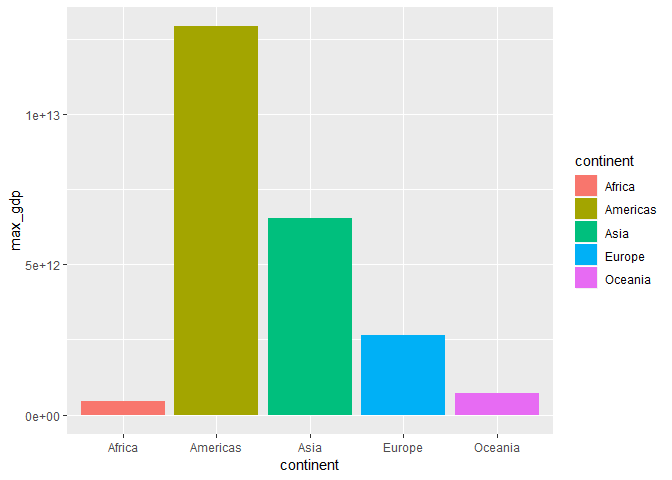 max_gdp
1e+13
5e+12
0e+00
Africa Americas Asia Europe Oceania
continent
continent
Africa
Americas
Asia
Europe
Oceania